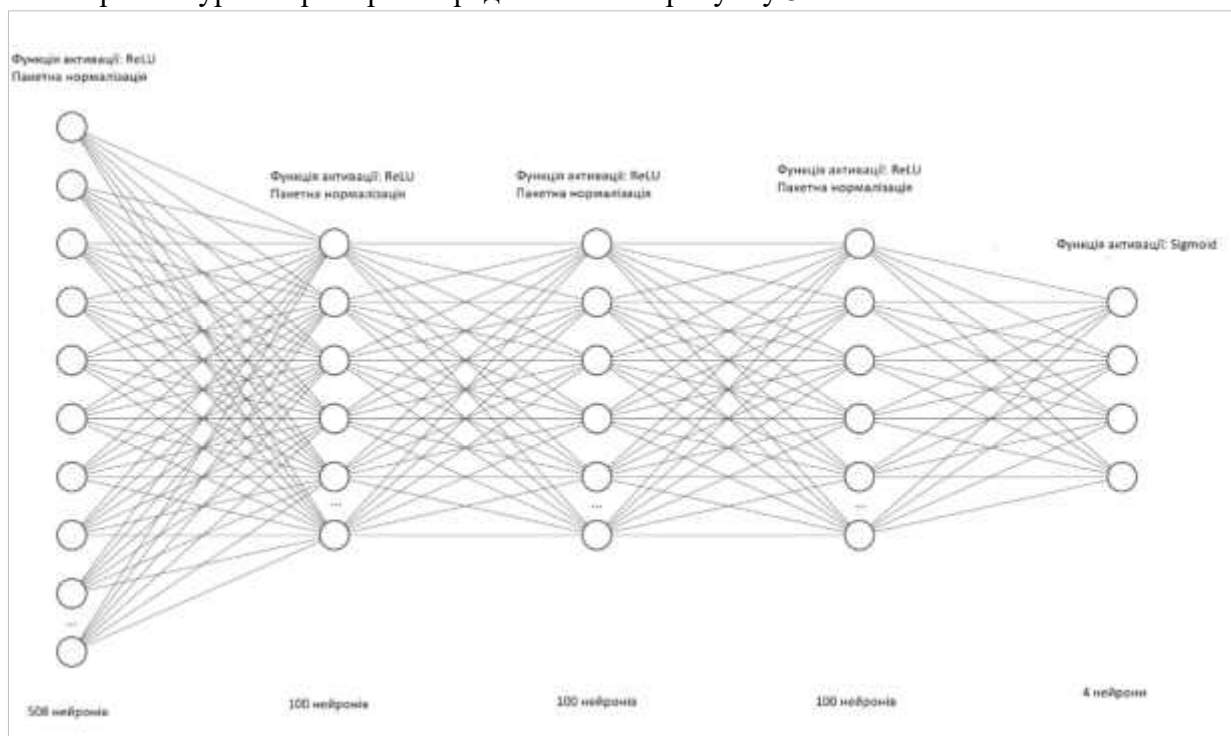 Функція активації: ReLU
Пакетна нормалізація
Функція активації: ReLU
Пакетна нормалізація
Функція активації: ReLU
Пакетна нормалізація
Функція активації: ReLU
Пакетна нормалізація
Функція активації: Sigmoid
...
...
...
...
508 нейронів
100 нейронів
100 нейронів
100 нейронів
4 нейрони